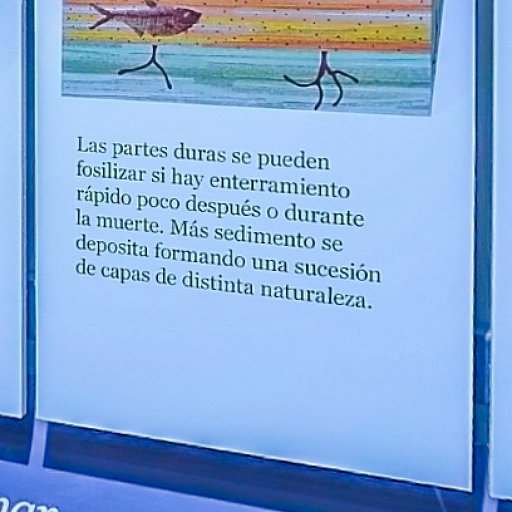 Las partes duras se pueden
fosilizar si hay enterramiento
rápido poco después o durante
la muerte. Más sedimento se
deposita formando una sucesión
de capas de distinta naturaleza.